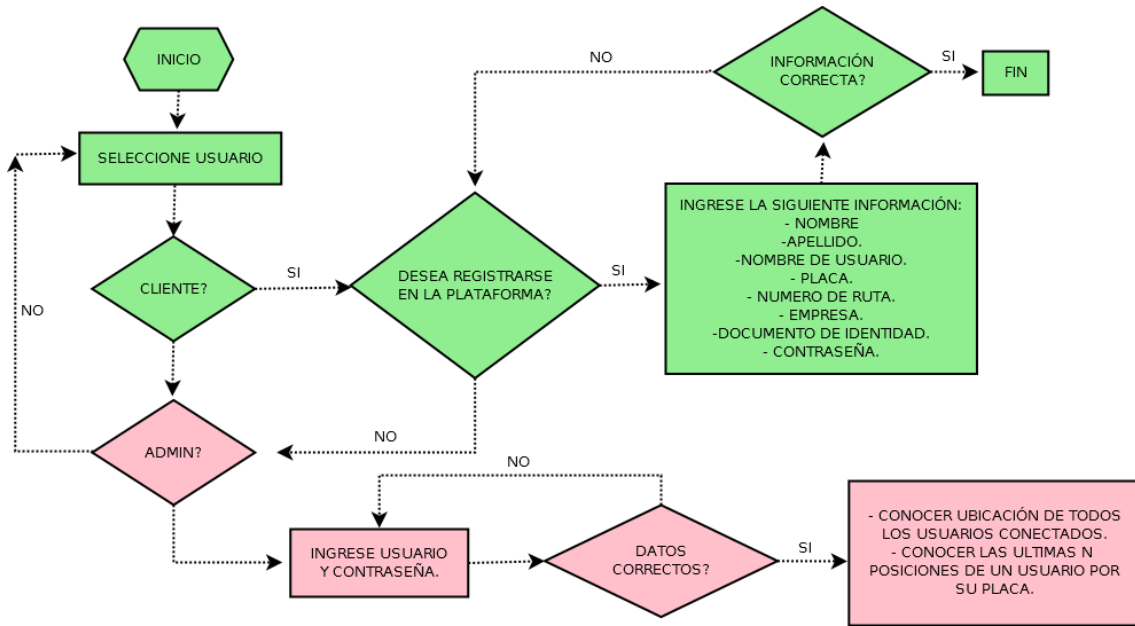 INICIO
SELECCIONE USUARIO
CLIENTE?
SI
NO
DESEA REGISTRARSE
EN LA PLATAFORMA?
SI
NO
INFORMACIÓN
CORRECTA?
SI
FIN
INGRESE LA SIGUIENTE INFORMACIÓN:
- NOMBRE
-APELLIDO.
-NOMBRE DE USUARIO.
- PLACA.
- NUMERO DE RUTA.
- EMPRESA.
-DOCUMENTO DE IDENTIDAD.
- CONTRASEÑA.
NO
ADMIN?
INGRESE USUARIO
Y CONTRASEÑA.
NO
DATOS
CORRECTOS?
SI
- CONOCER UBICACIÓN DE TODOS
LOS USUARIOS CONECTADOS.
- CONOCER LAS ULTIMAS N
POSICIONES DE UN USUARIO POR
SU PLACA.